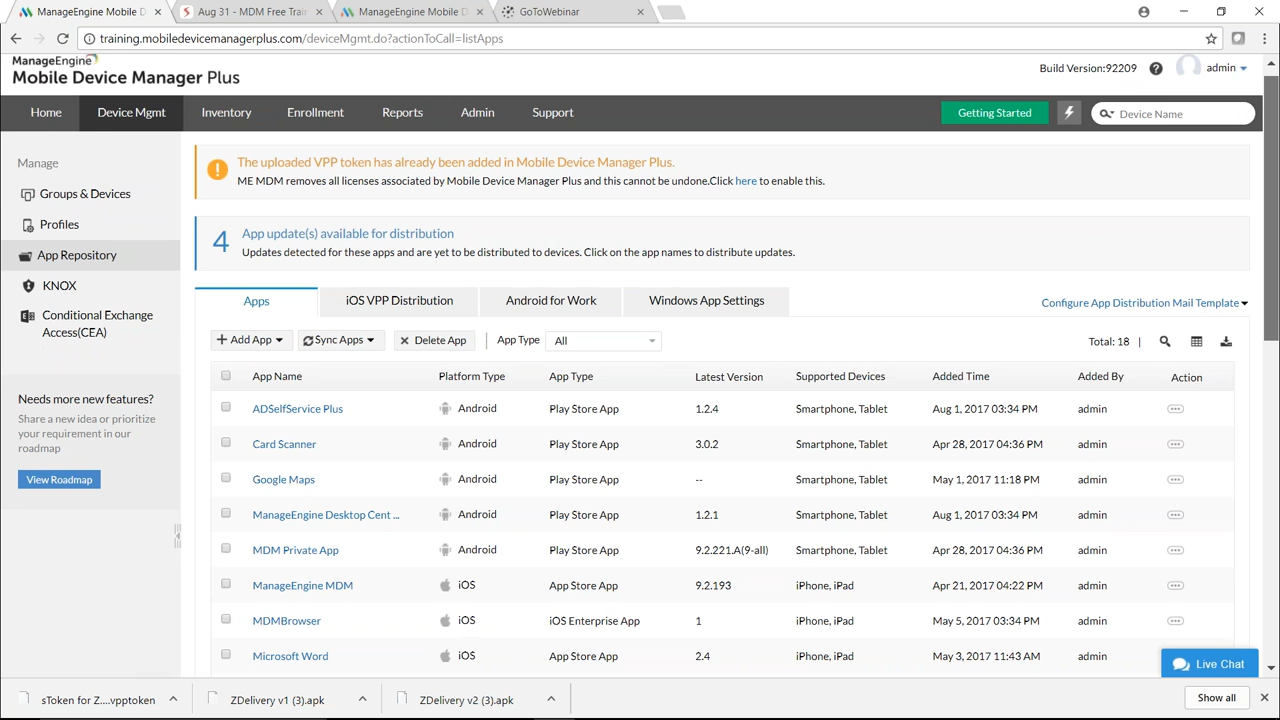 ManageEngine Mobile D
Aug 31 - MDM Free Train
ManageEngine Mobile D
GoToWebinar
training.mobiledevicemanagerplus.com/deviceMgmt.do?actionToCall=listApps
ManageEngine
Mobile Device Manager Plus
Build Version:92209
admin
Home
Device Mgmt
Inventory
Enrollment
Reports
Admin
Support
Getting Started
Device Name
Manage
Groups & Devices
Profiles
App Repository
KNOX
Conditional Exchange
Access(CEA)
Needs more new features?
Share a new idea or prioritize
your requirement in our
roadmap
View Roadmap
The uploaded VPP token has already been added in Mobile Device Manager Plus.
ME MDM removes all licenses associated by Mobile Device Manager Plus and this cannot be undone.Click here to enable this.
4
App update(s) available for distribution
Updates detected for these apps and are yet to be distributed to devices. Click on the app names to distribute updates.
Apps
iOS VPP Distribution
Android for Work
Windows App Settings
Configure App Distribution Mail Template
Add App
Sync Apps
Delete App
App Type
All
Total: 18
App Name Platform Type App Type Latest Version Supported Devices Added Time Added By Action
ADSelfService Plus Android Play Store App 1.2.4 Smartphone, Tablet Aug 1, 2017 03:34 PM admin
Card Scanner Android Play Store App 3.0.2 Smartphone, Tablet Apr 28, 2017 04:36 PM admin
Google Maps Android Play Store App -- Smartphone, Tablet May 1, 2017 11:18 PM admin
ManageEngine Desktop Cent ... Android Play Store App 1.2.1 Smartphone, Tablet Aug 1, 2017 03:34 PM admin
MDM Private App Android Play Store App 9.2.221.A(9-all) Smartphone, Tablet Apr 28, 2017 04:36 PM admin
ManageEngine MDM iOS App Store App 9.2.193 iPhone, iPad Apr 21, 2017 04:22 PM admin
MDMBrowser iOS iOS Enterprise App 1 iPhone, iPad May 5, 2017 03:34 PM admin
Microsoft Word iOS App Store App 2.4 iPhone, iPad May 3, 2017 11:43 AM admin
Live Chat
sToken for Z....vpptoken
ZDelivery v1 (3).apk
ZDelivery v2 (3).apk
Show all